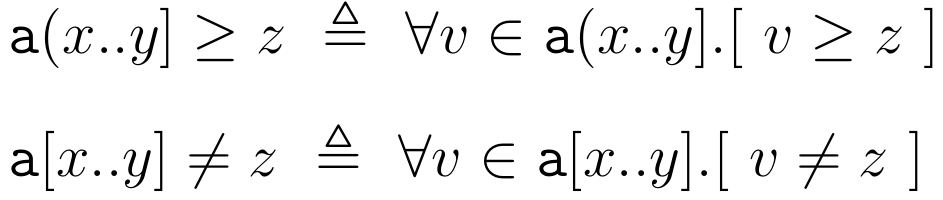 a(x..y] ≥ z ≜ ∀v ∈ a(x..y].[ v ≥ z ]
a[x..y] ≠ z ≜ ∀v ∈ a[x..y].[ v ≠ z ]